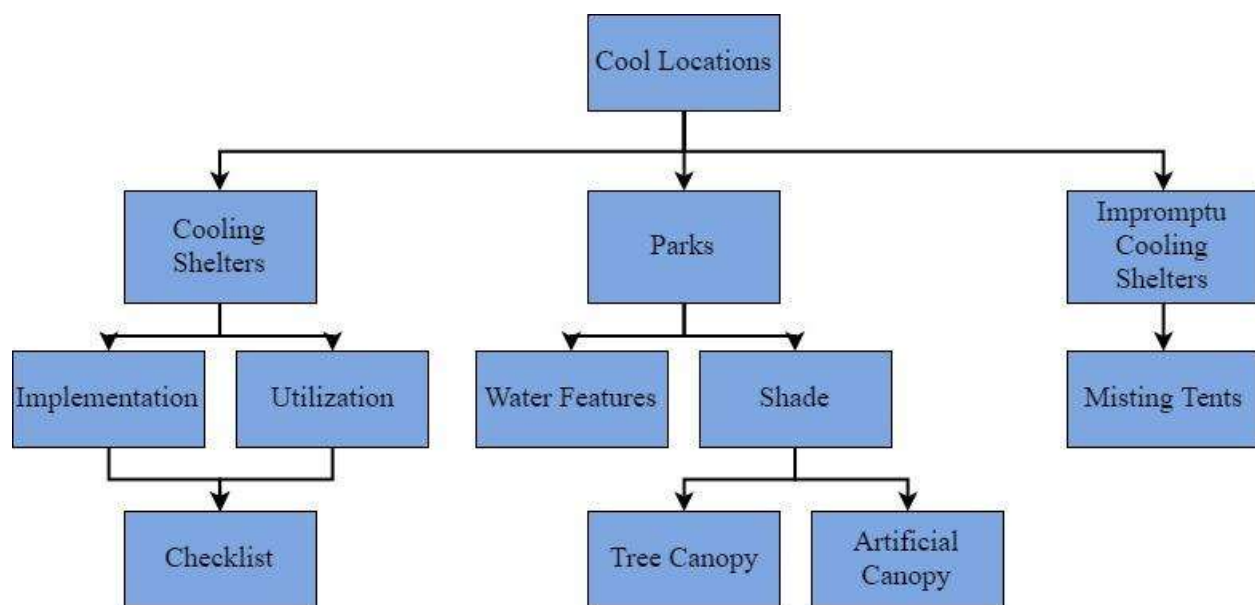 Cool Locations
Cooling
Shelters
Parks
Impromptu
Cooling
Shelters
Implementation
Utilization
Water Features
Shade
Misting Tents
Checklist
Tree Canopy
Artificial
Canopy